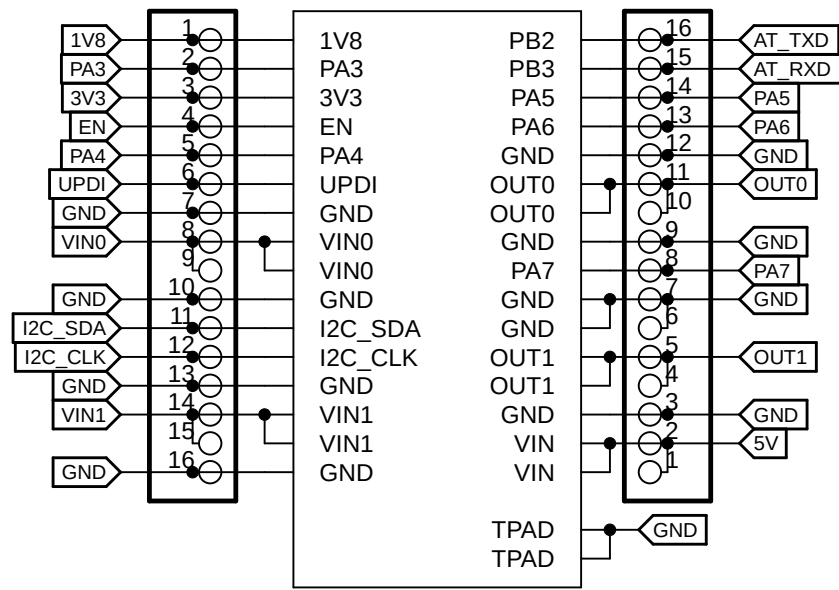 1V8 1 1V8 PB2 16 AT_TXD
PA3 2 PA3 PB3 15 AT_RXD
3V3 3 3V3 PA5 14 PA5
EN 4 EN PA6 13 PA6
PA4 5 PA4 GND 12 GND
UPDI 6 UPDI OUT0 11 OUT0
GND 7 GND OUT0 10
VIN0 8 VIN0 GND 9 GND
9 VIN0 PA7 8 PA7
GND 10 GND GND 7 GND
I2C_SDA 11 I2C_SDA GND 6
I2C_CLK 12 I2C_CLK OUT1 5 OUT1
GND 13 GND OUT1 4
VIN1 14 VIN1 GND 3 GND
15 VIN1 VIN 2 5V
GND 16 GND VIN 1
TPAD GND
TPAD